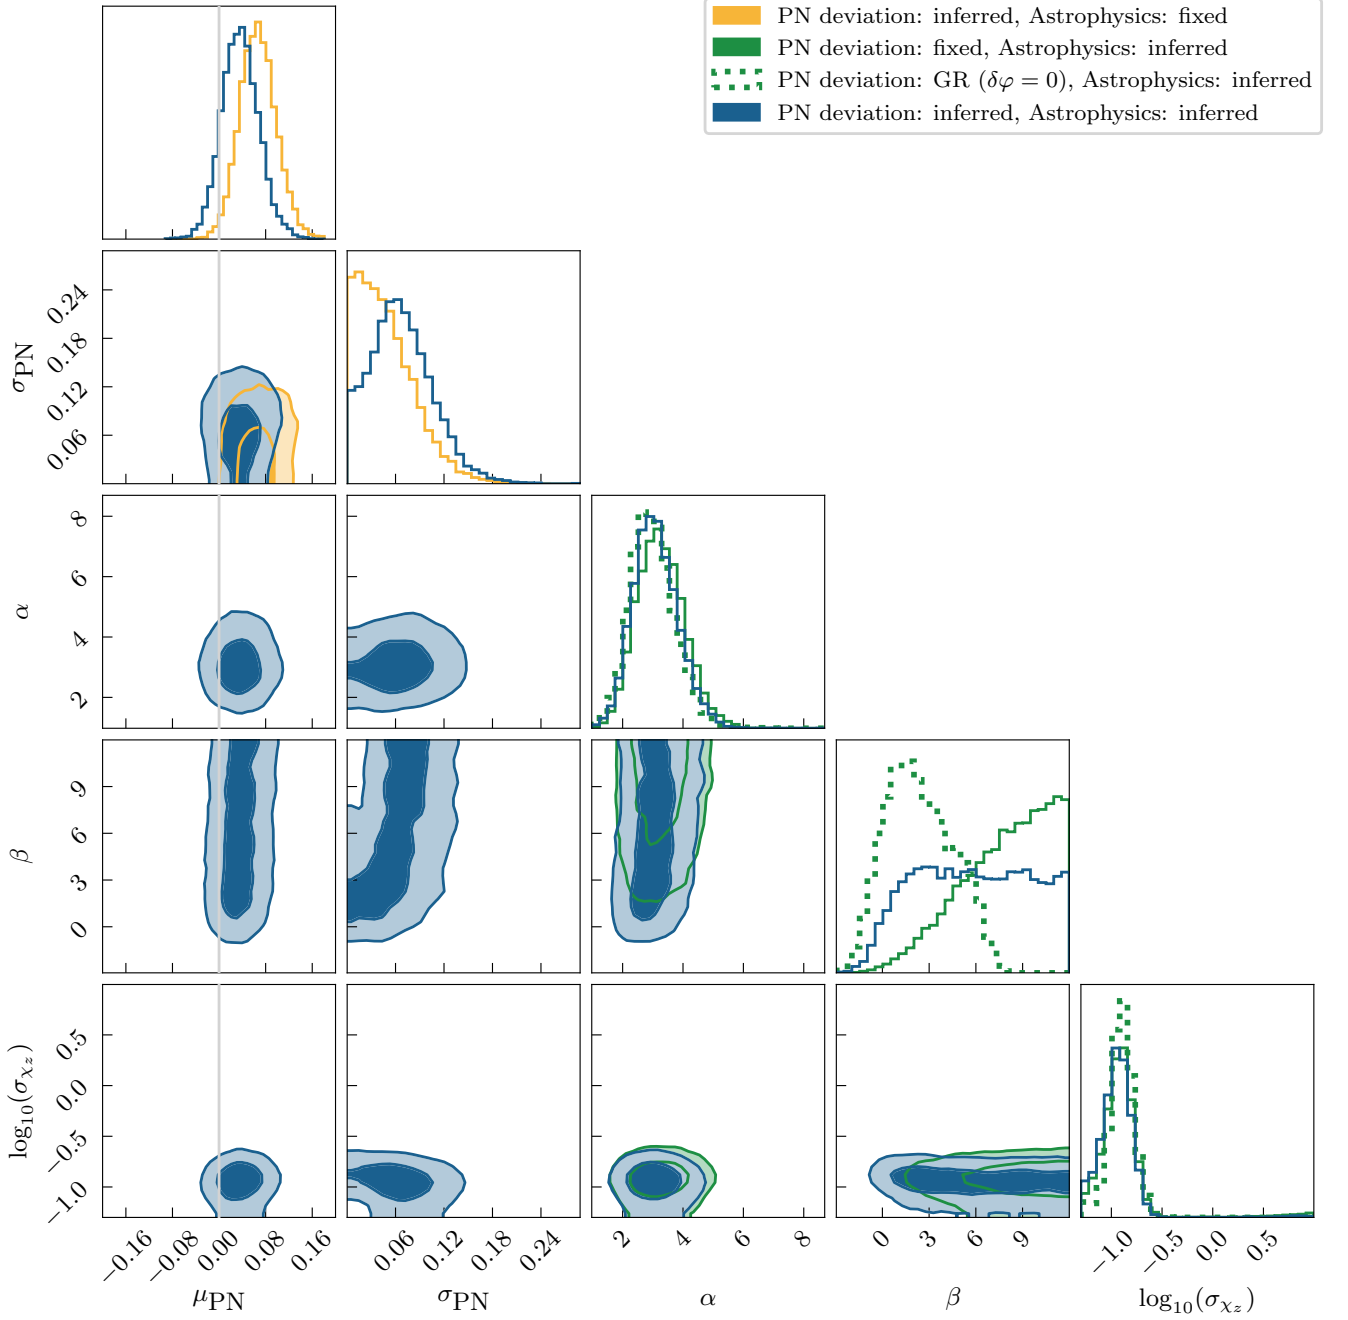 PN deviation: inferred, Astrophysics: fixed
PN deviation: fixed, Astrophysics: inferred
PN deviation: GR (δφ = 0), Astrophysics: inferred
PN deviation: inferred, Astrophysics: inferred
σPN
0.24
0.18
0.12
0.06
α
8
6
4
2
β
9
6
3
0
log₁₀(σχ_z)
0.5
0.0
−0.5
−1.0
−0.16 −0.08 0.00 0.08 0.16
0.06 0.12 0.18 0.24
2 4 6 8
0 3 6 9
−1.0 −0.5 0.0 0.5
μPN σPN α β log₁₀(σχ_z)